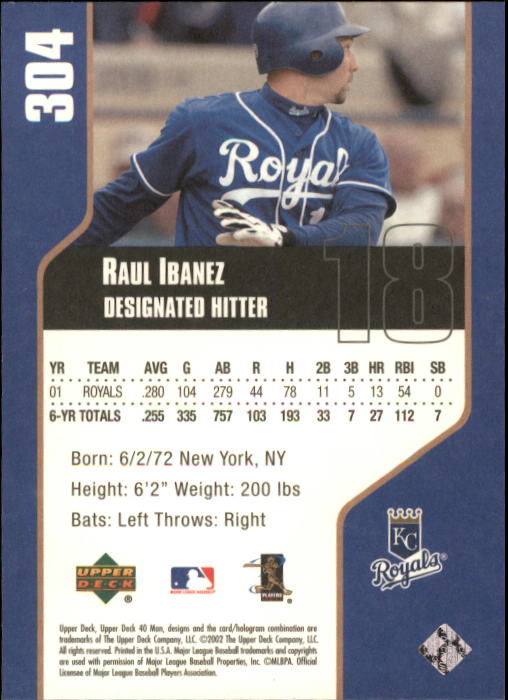 304
Royals
1
18
RAUL IBANEZ
DESIGNATED HITTER
YR TEAM AVG G AB R H 2B 3B HR RBI SB
01 ROYALS .280 104 279 44 78 11 5 13 54 0
6-YR TOTALS .255 335 757 103 193 33 7 27 112 7
Born: 6/2/72 New York, NY
Height: 6'2" Weight: 200 lbs
Bats: Left Throws: Right
KC
Royals
UPPER
DECK
®
MAJOR LEAGUE BASEBALL
PLAYERS
®
Upper Deck, Upper Deck 40 Man, designs and the card/hologram combination are
trademarks of The Upper Deck Company, LLC. ©2002 The Upper Deck Company, LLC.
All rights reserved. Printed in the U.S.A. Major League Baseball trademarks and copyrights
are used with permission of Major League Baseball Properties, Inc. ©MLBPA. Official
Licensee of Major League Baseball Players Association.